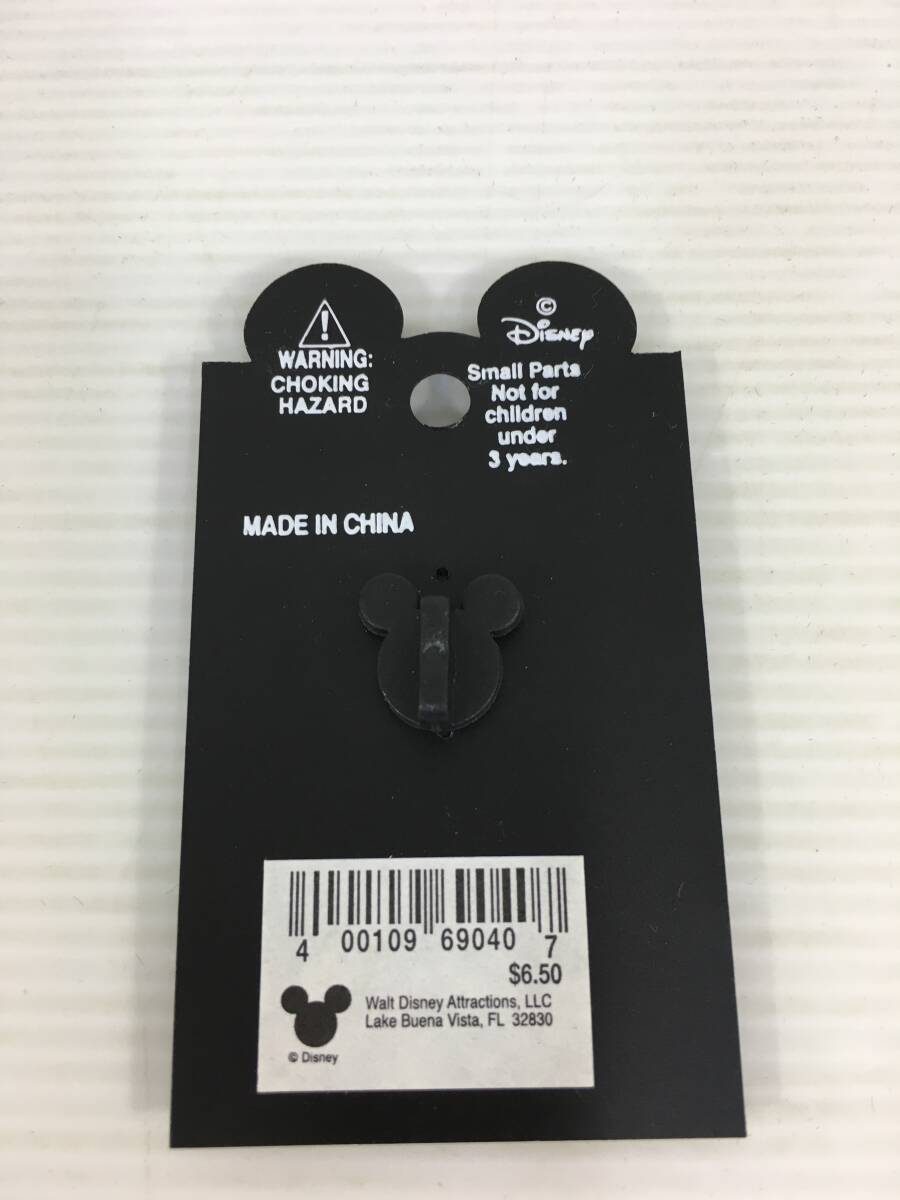 WARNING:
CHOKING
HAZARD
©
Disney
Small Parts
Not for
children
under
3 years.
MADE IN CHINA
4 00109 69040 7
$6.50
Walt Disney Attractions, LLC
Lake Buena Vista, FL 32830
© Disney